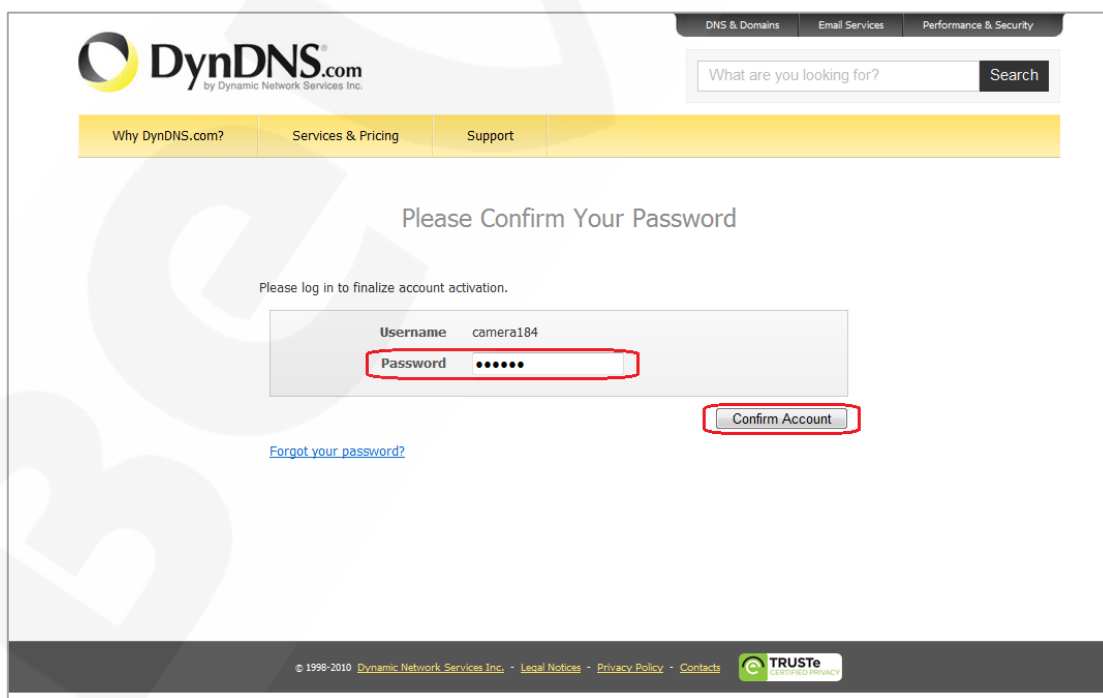 DNS & Domains Email Services Performance & Security
DynDNS.com
by Dynamic Network Services Inc.
What are you looking for? Search
Why DynDNS.com? Services & Pricing Support
Please Confirm Your Password
Please log in to finalize account activation.
Username camera184
Password ••••••
Confirm Account
Forgot your password?
© 1998-2010 Dynamic Network Services Inc. - Legal Notices - Privacy Policy - Contacts TRUSTe
CERTIFIED PRIVACY